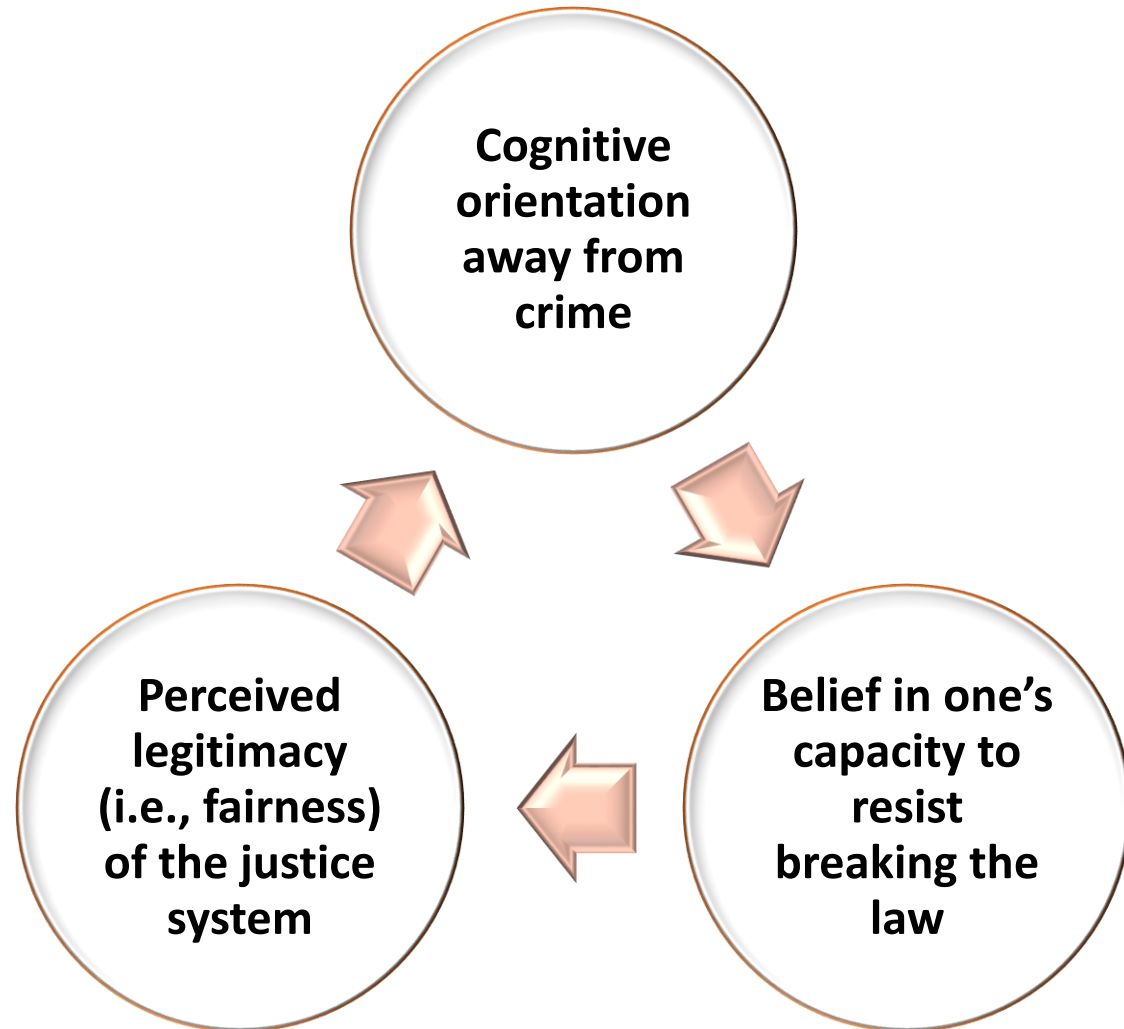 Cognitive
orientation
away from
crime
Belief in one’s
capacity to
resist
breaking the
law
Perceived
legitimacy
(i.e., fairness)
of the justice
system